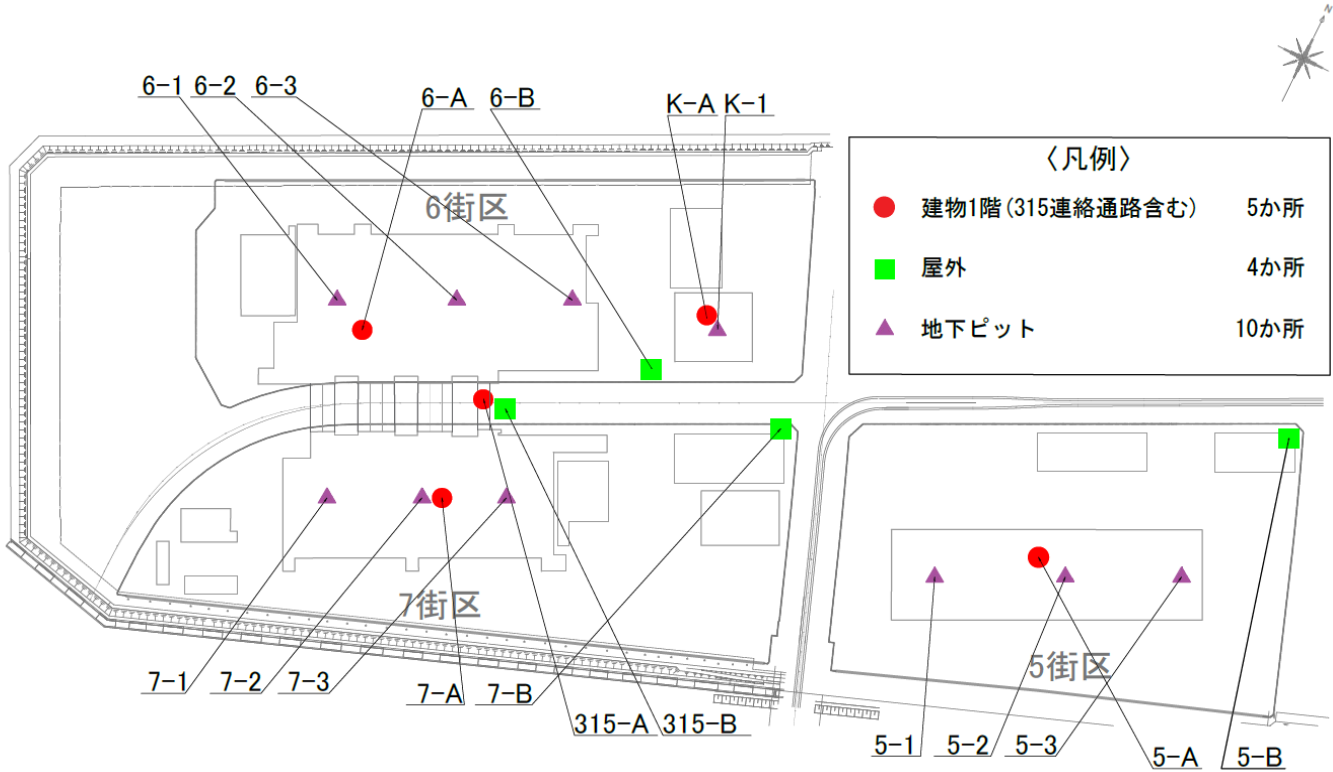 N
6-1 6-2 6-3 6-A 6-B K-A K-1
〈凡例〉
建物1階(315連絡通路含む) 5か所
屋外 4か所
地下ピット 10か所
6街区
7街区
5街区
7-1 7-2 7-3 7-A 7-B
315-A 315-B
5-1 5-2 5-3 5-A 5-B